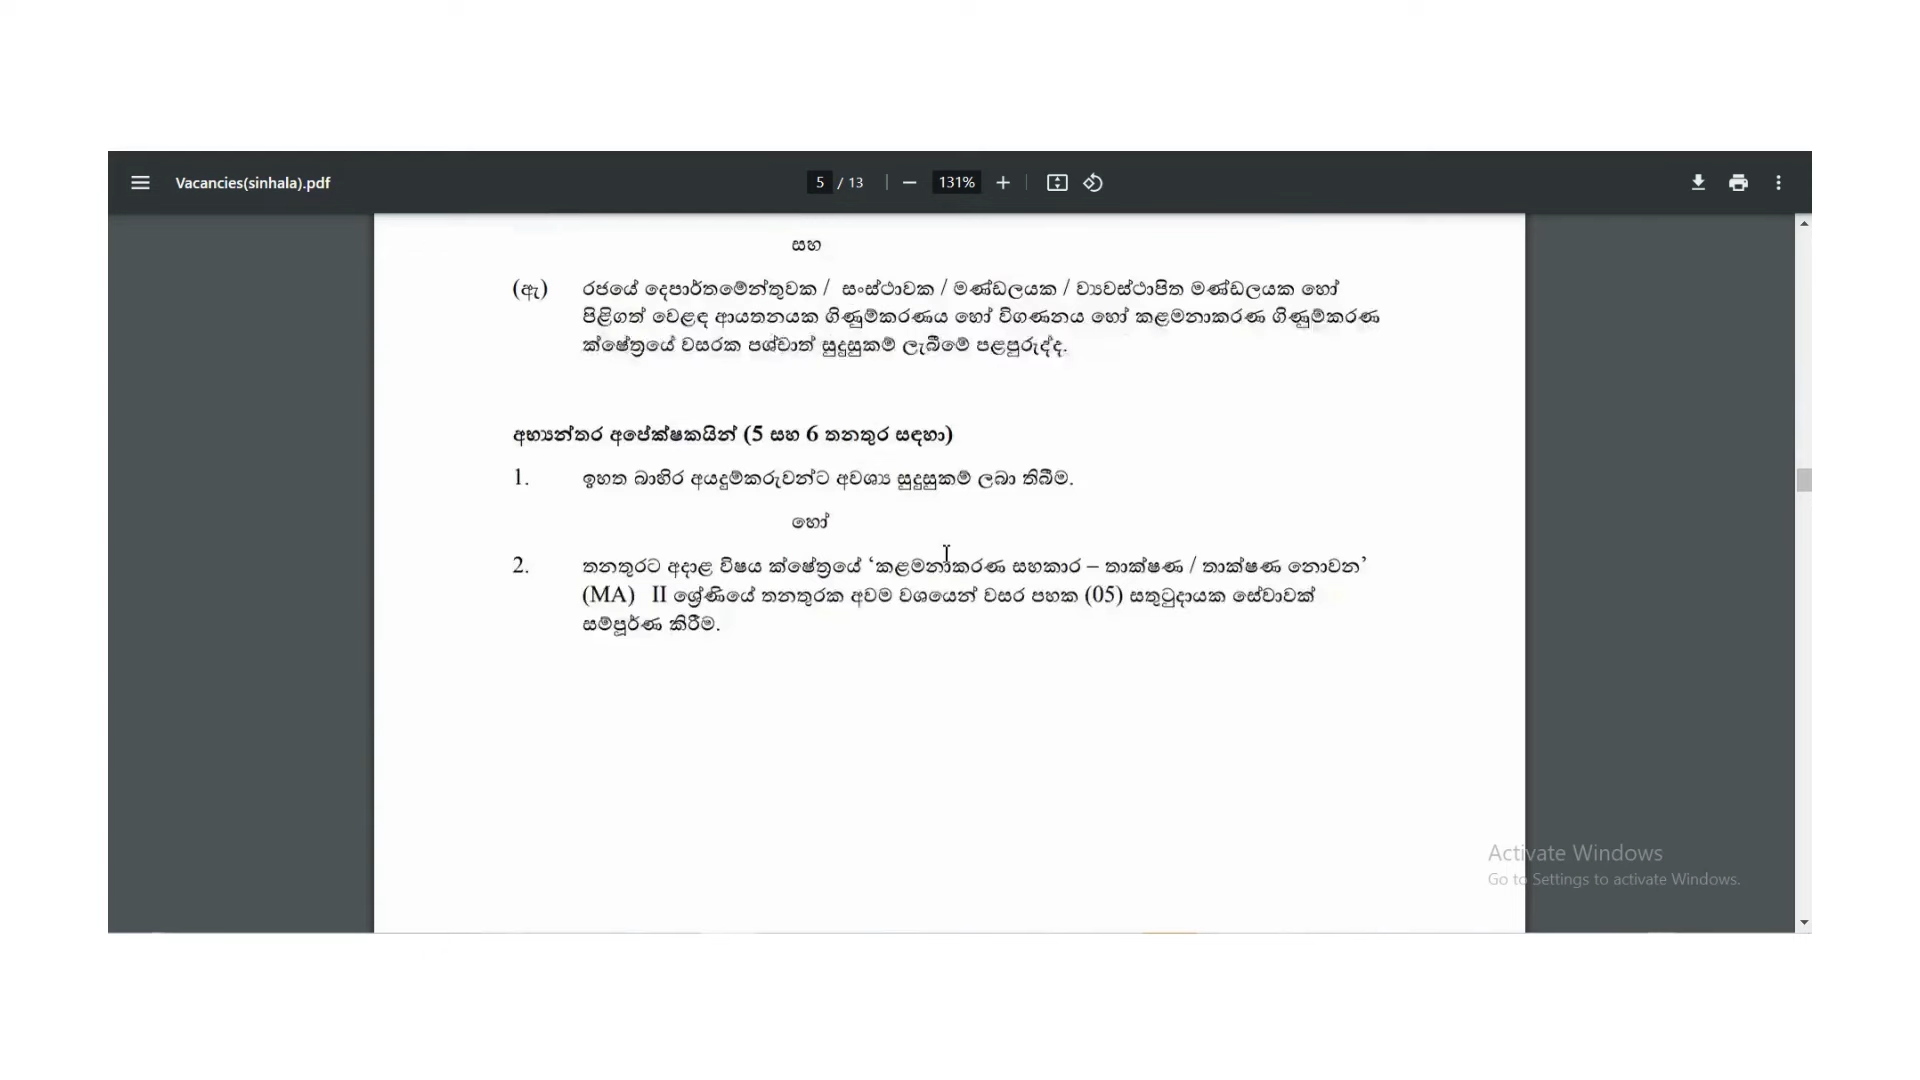 Vacancies(sinhala).pdf
5 / 13
131%
සහ
(ඇ) රජයේ දෙපාර්තමේන්තුවක / සංස්ථාවක / මණ්ඩලයක / ව්‍යවස්ථාපිත මණ්ඩලයක හෝ
පිළිගත් වෙළඳ ආයතනයක ගිණුම්කරණය හෝ විගණනය හෝ කළමනාකරණ ගිණුම්කරණ
ක්ෂේත්‍රයේ වසරක පශ්චාත් සුදුසුකම් ලැබීමේ පළපුරුද්ද.
අභ්‍යන්තර අපේක්ෂකයින් (5 සහ 6 තනතුර සඳහා)
1. ඉහත බාහිර අයදුම්කරුවන්ට අවශ්‍ය සුදුසුකම් ලබා තිබීම.
හෝ
2. තනතුරට අදාළ විෂය ක්ෂේත්‍රයේ ‘කළමනාකරණ සහකාර – තාක්ෂණ / තාක්ෂණ නොවන’
(MA) II ශ්‍රේණියේ තනතුරක අවම වශයෙන් වසර පහක (05) සතුටුදායක සේවාවක්
සම්පූර්ණ කිරීම.
Activate Windows
Go to Settings to activate Windows.